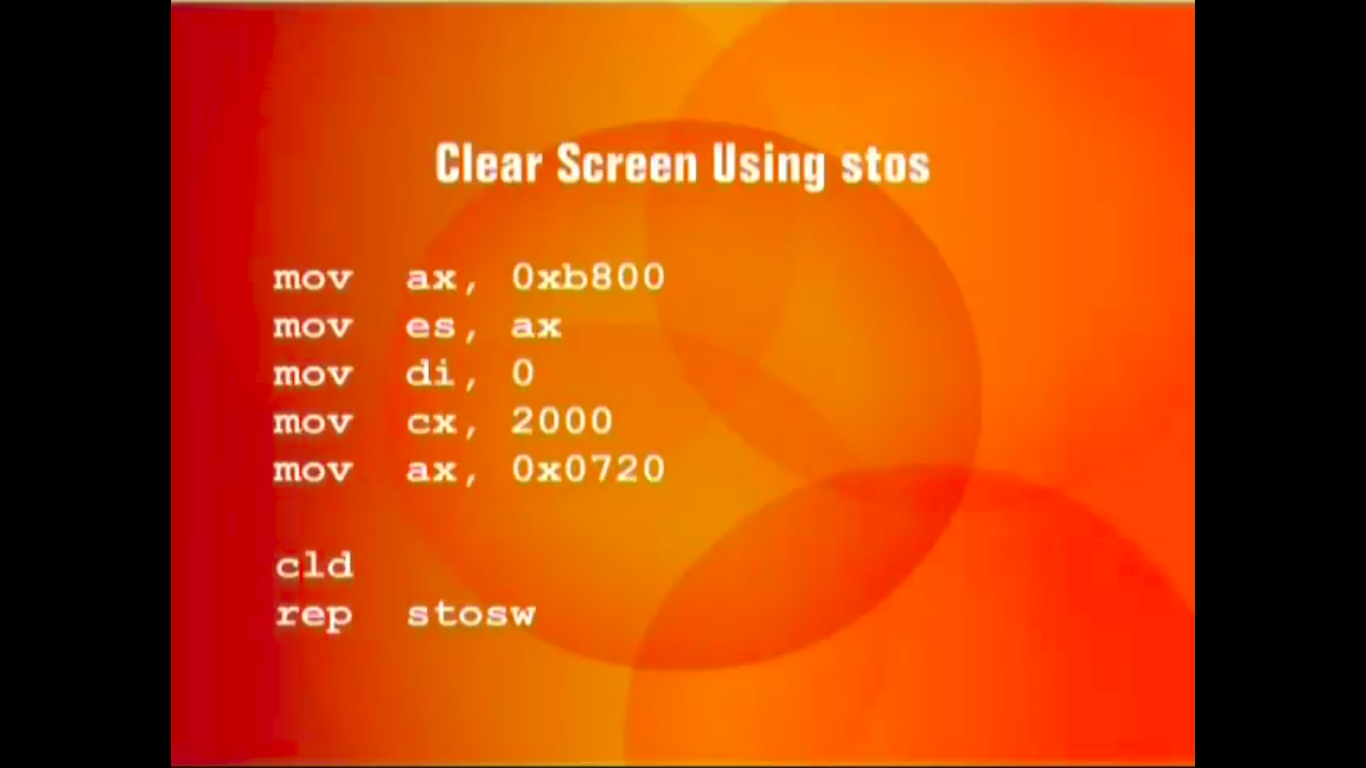 Clear Screen Using stos
mov ax, 0xb800
mov es, ax
mov di, 0
mov cx, 2000
mov ax, 0x0720
cld
rep stosw